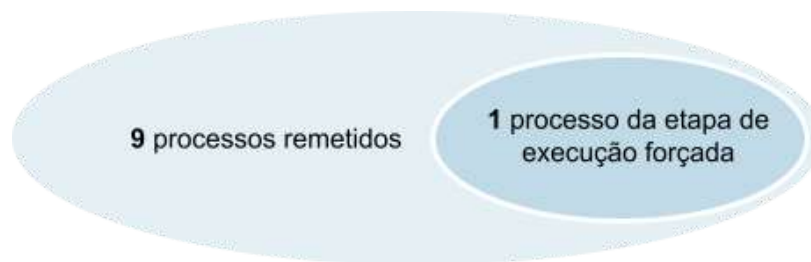 9 processos remetidos
1 processo da etapa de
execução forçada